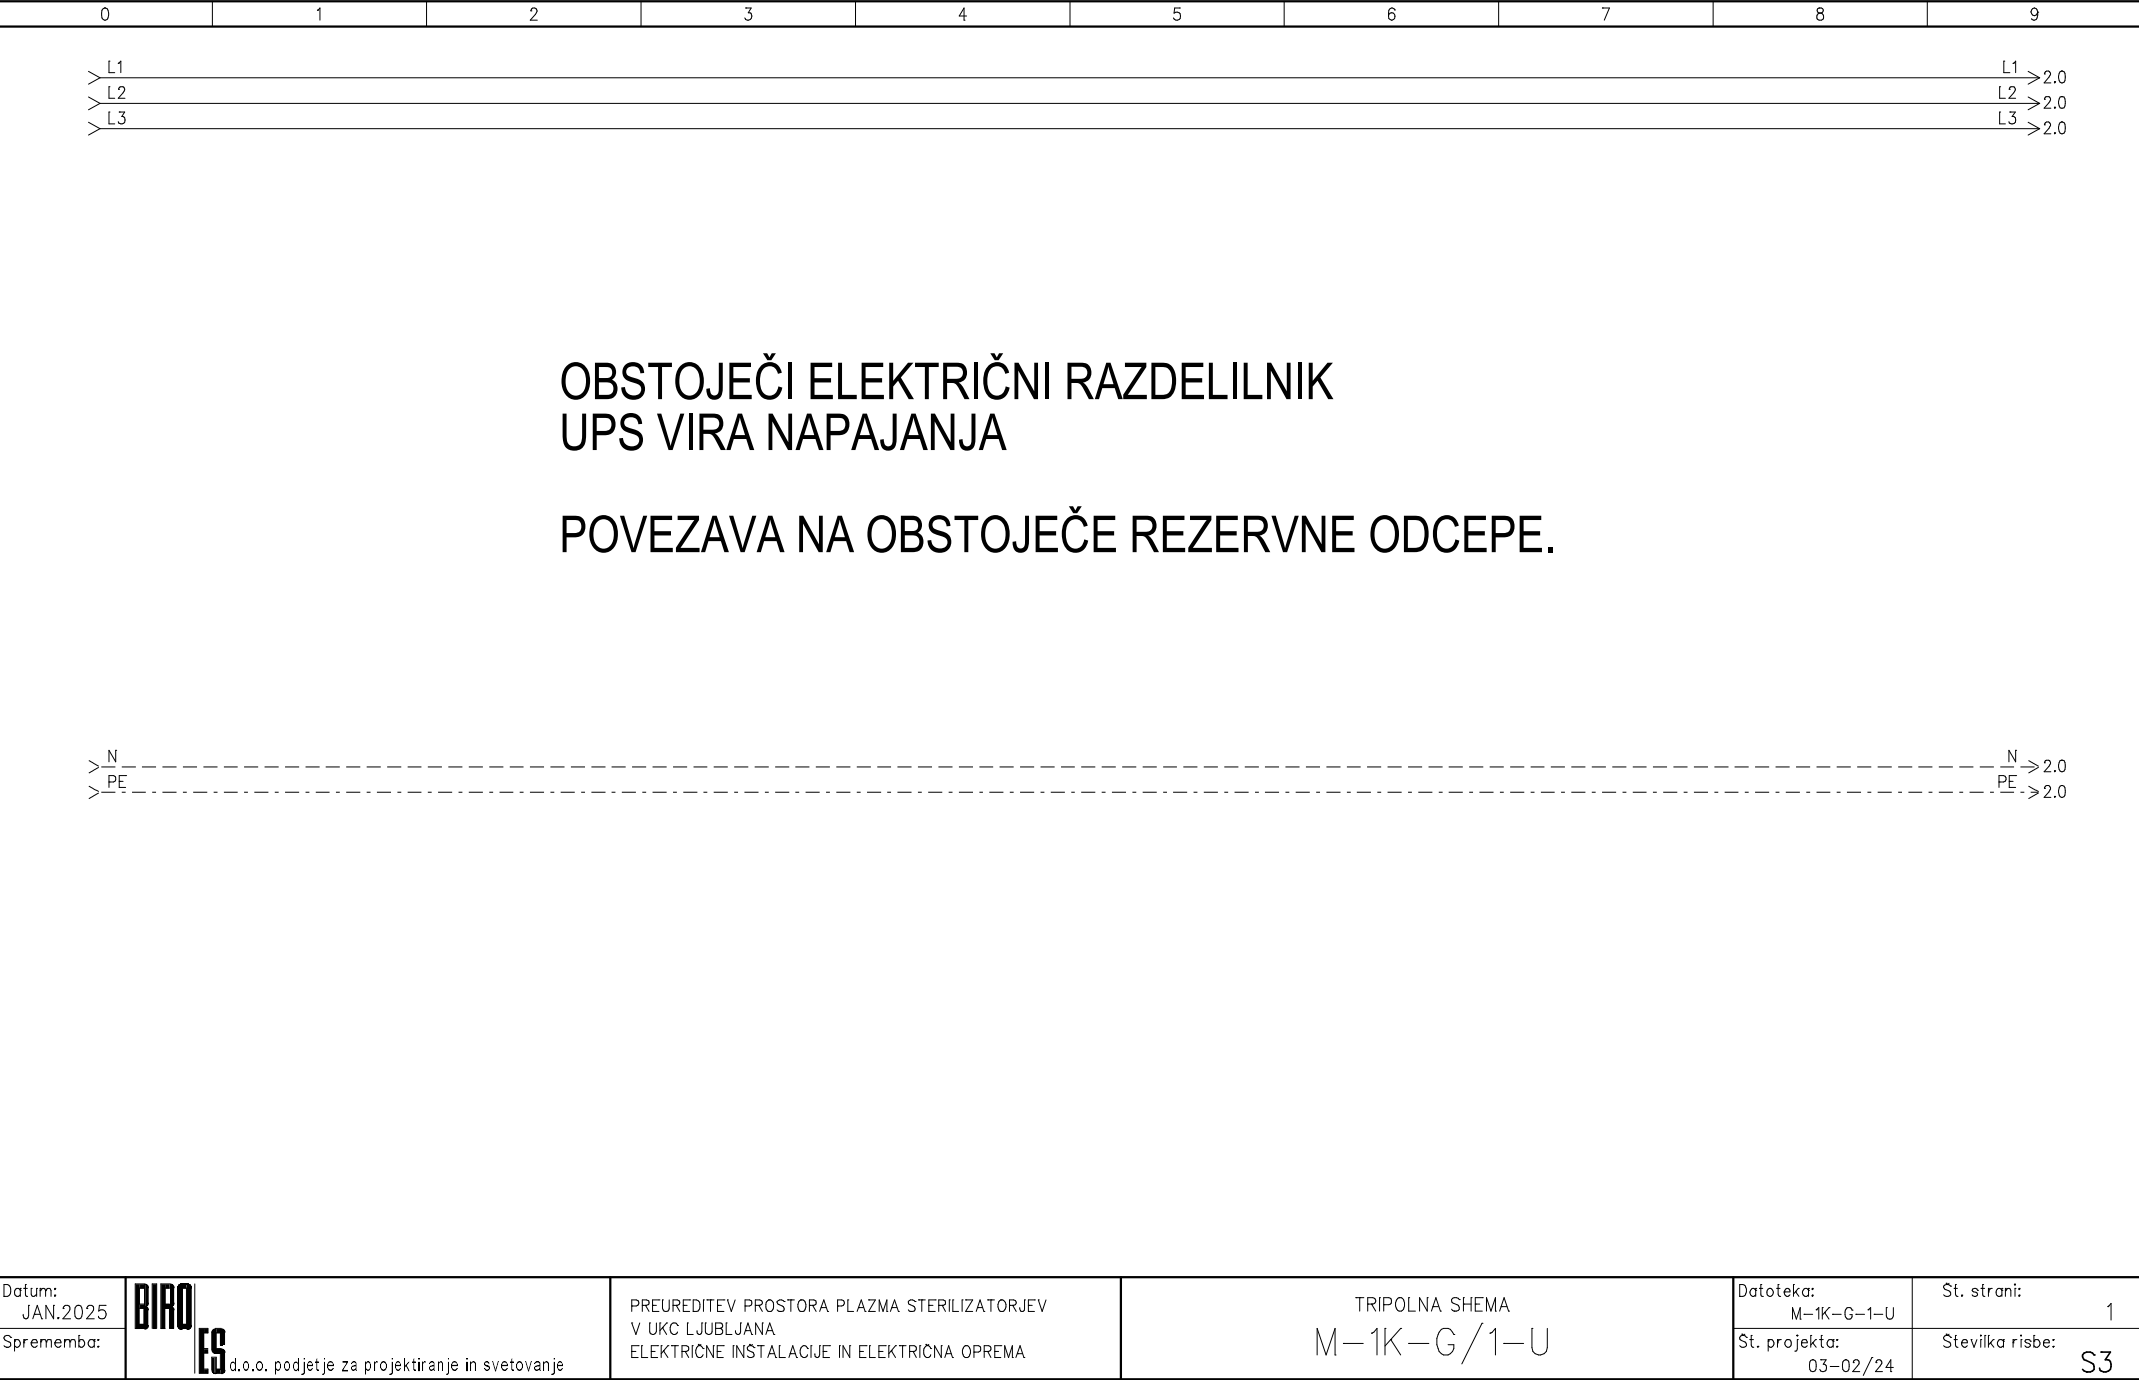 0 1 2 3 4 5 6 7 8 9
L1 L1 2.0
L2 L2 2.0
L3 L3 2.0
OBSTOJEČI ELEKTRIČNI RAZDELILNIK
UPS VIRA NAPAJANJA
POVEZAVA NA OBSTOJEČE REZERVNE ODCEPE.
N N 2.0
PE PE 2.0
Datum:
JAN.2025
Sprememba:
BIRO
ES d.o.o. podjetje za projektiranje in svetovanje
PREUREDITEV PROSTORA PLAZMA STERILIZATORJEV
V UKC LJUBLJANA
ELEKTRIČNE INŠTALACIJE IN ELEKTRIČNA OPREMA
TRIPOLNA SHEMA
M-1K-G/1-U
Datoteka:
M-1K-G-1-U
Št. projekta:
03-02/24
Št. strani:
1
Številka risbe:
S3